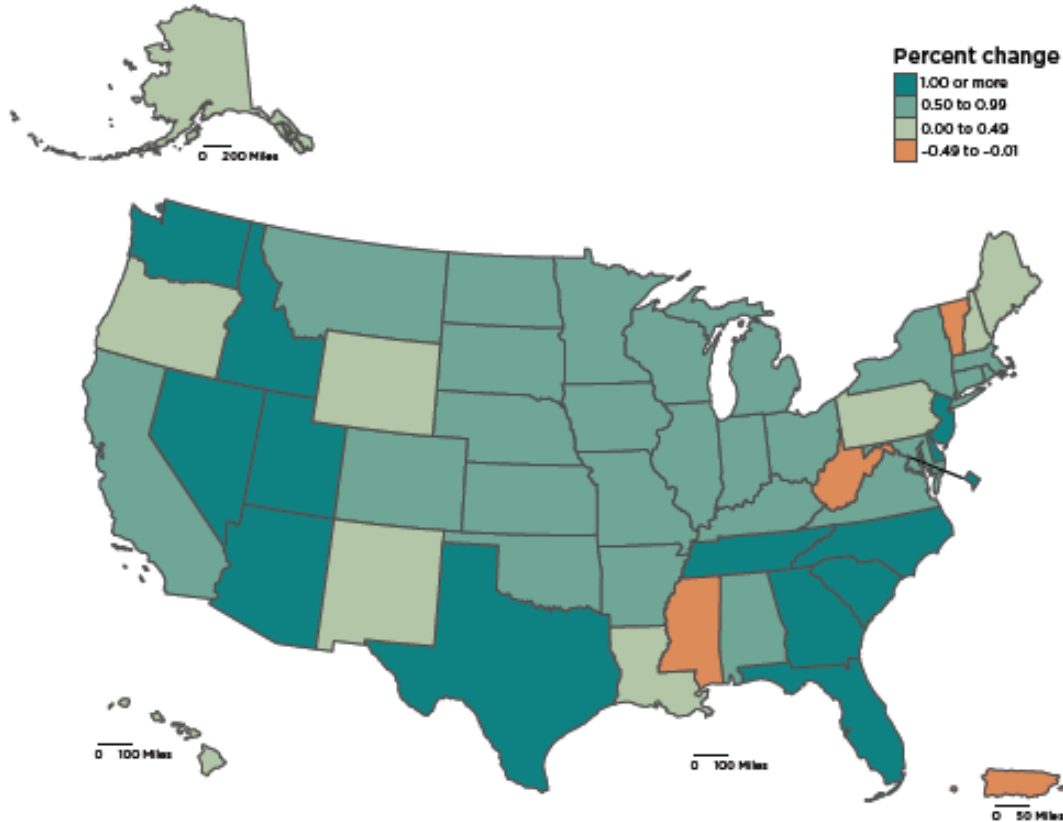 Percent change
1.00 or more
0.50 to 0.99
0.00 to 0.49
-0.49 to -0.01
0 200 Miles
0 100 Miles
0 100 Miles
0 50 Miles